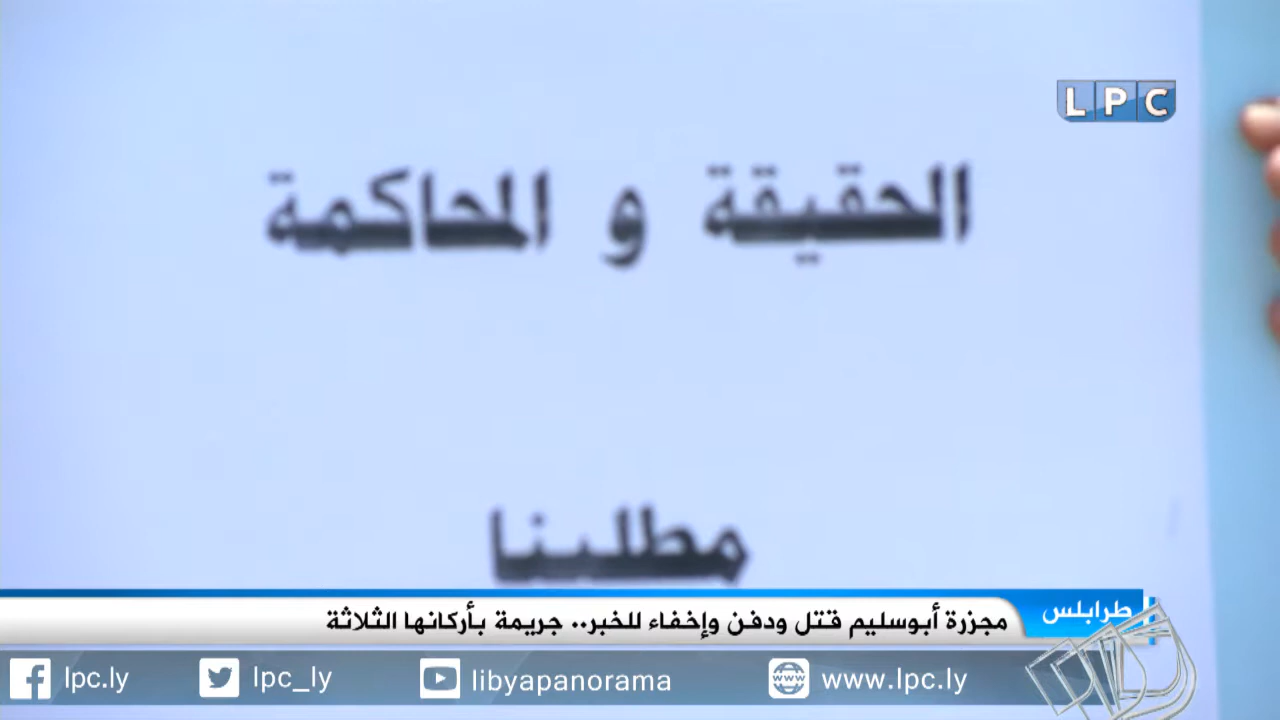 LPC
الحقيقة و المحاكمة
مطلبنا
طرابلس
مجزرة أبوسليم قتل ودفن وإخفاء للخبر.. جريمة بأركانها الثلاثة
lpc.ly
lpc_ly
libyapanorama
www.lpc.ly